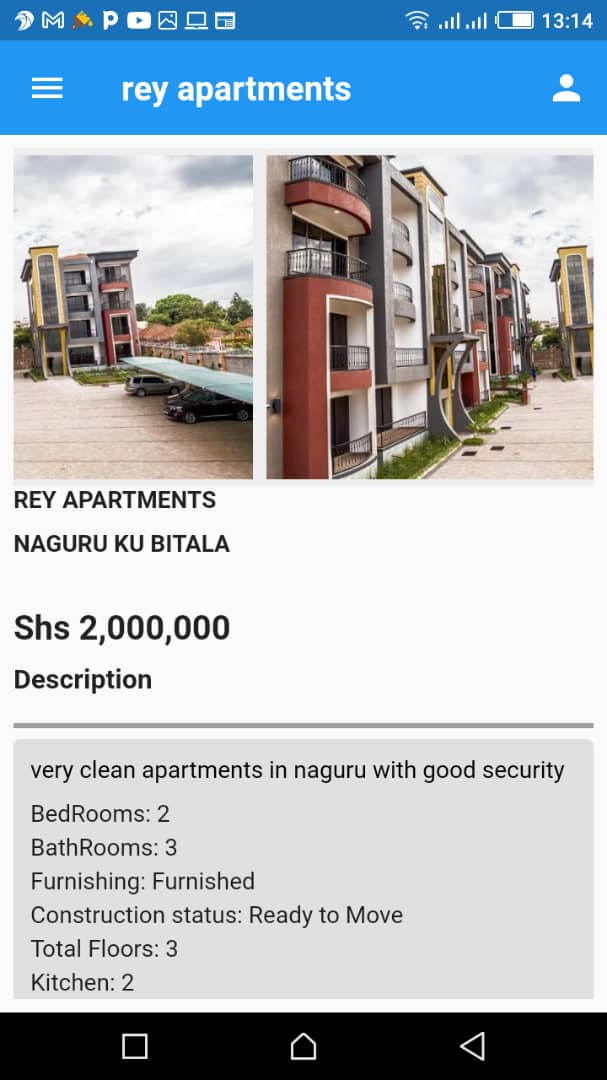 13:14
rey apartments
REY APARTMENTS
NAGURU KU BITALA
Shs 2,000,000
Description
very clean apartments in naguru with good security
BedRooms: 2
BathRooms: 3
Furnishing: Furnished
Construction status: Ready to Move
Total Floors: 3
Kitchen: 2